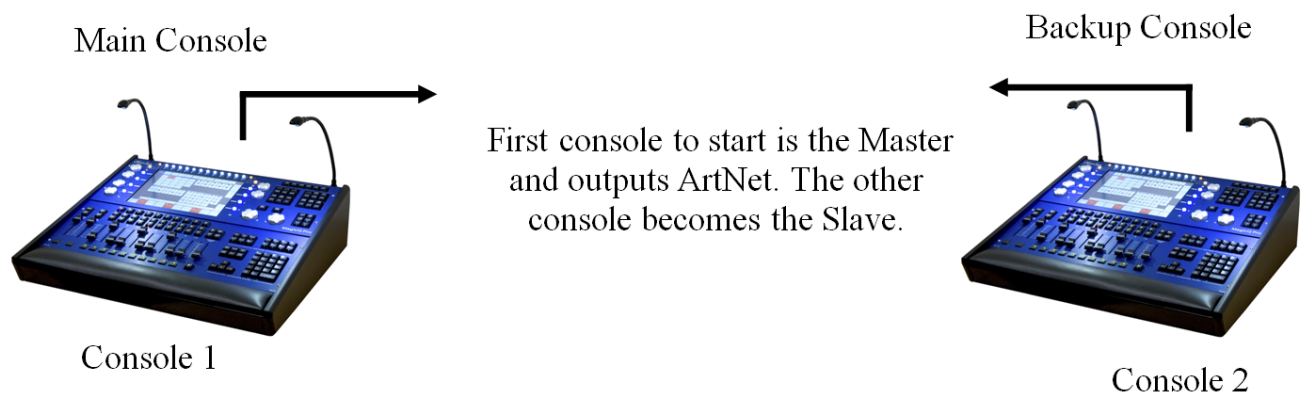 Main Console
Backup Console
First console to start is the Master
and outputs ArtNet. The other
console becomes the Slave.
Console 1
Console 2